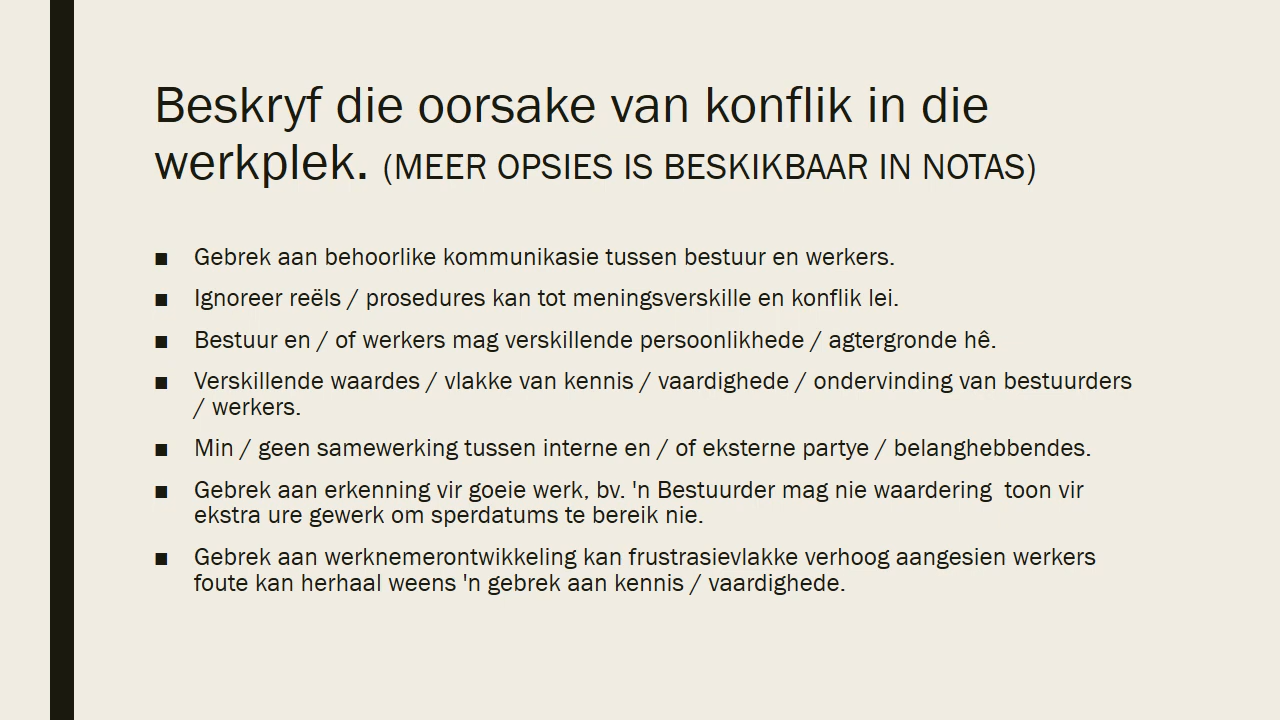 Beskryf die oorsake van konflik in die
werkplek. (MEER OPSIES IS BESKIKBAAR IN NOTAS)
■ Gebrek aan behoorlike kommunikasie tussen bestuur en werkers.
■ Ignoreer reëls / prosedures kan tot meningsverskille en konflik lei.
■ Bestuur en / of werkers mag verskillende persoonlikhede / agtergronde hê.
■ Verskillende waardes / vlakke van kennis / vaardighede / ondervinding van bestuurders
/ werkers.
■ Min / geen samewerking tussen interne en / of eksterne partye / belanghebbendes.
■ Gebrek aan erkenning vir goeie werk, bv. 'n Bestuurder mag nie waardering  toon vir
ekstra ure gewerk om sperdatums te bereik nie.
■ Gebrek aan werknemerontwikkeling kan frustrasievlakke verhoog aangesien werkers
foute kan herhaal weens 'n gebrek aan kennis / vaardighede.